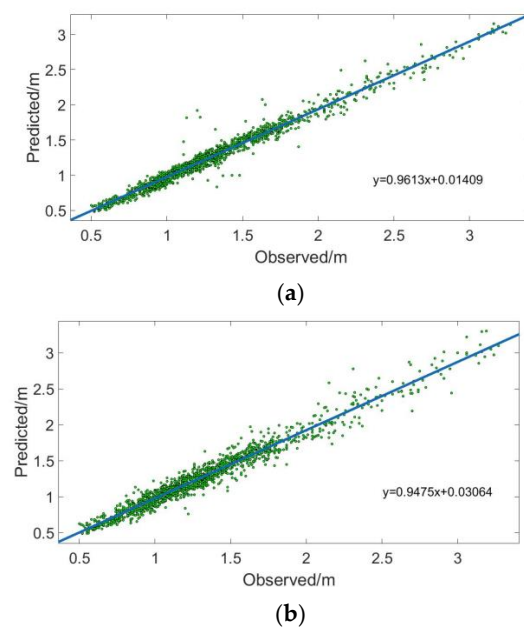 3
2.5
2
1.5
1
0.5
Predicted/m
y=0.9613x+0.01409
0.5 1 1.5 2 2.5 3
Observed/m
(a)
3
2.5
2
1.5
1
0.5
Predicted/m
y=0.9475x+0.03064
0.5 1 1.5 2 2.5 3
Observed/m
(b)